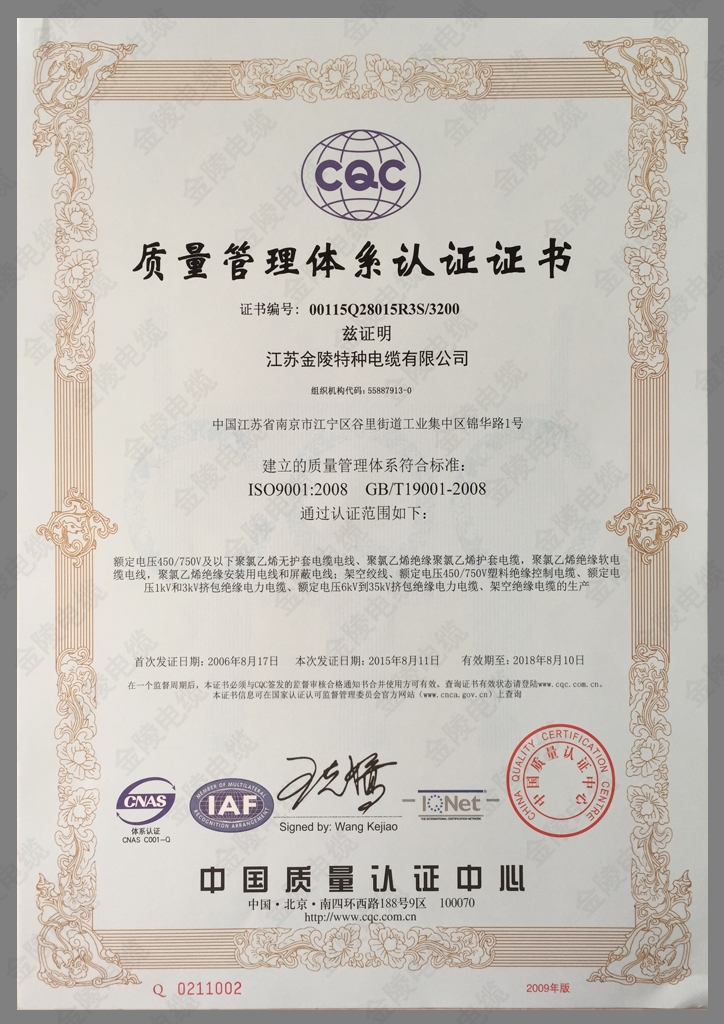 CQC
质量管理体系认证证书
证书编号：00115Q28015R3S/3200
兹证明
江苏金陵特种电缆有限公司
组织机构代码：55887913-0
中国江苏省南京市江宁区谷里街道工业集中区锦华路1号
建立的质量管理体系符合标准：
ISO9001:2008 GB/T19001-2008
通过认证范围如下：
额定电压450/750V及以下聚氯乙烯无护套电缆电线、聚氯乙烯绝缘聚氯乙烯护套电缆，聚氯乙烯绝缘软电
缆电线，聚氯乙烯绝缘安装用电线和屏蔽电线；架空绞线、额定电压450/750V塑料绝缘控制电缆、额定电
压1kV和3kV挤包绝缘电力电缆、额定电压6kV到35kV挤包绝缘电力电缆、架空绝缘电缆的生产
首次发证日期：2006年8月17日 本次发证日期：2015年8月11日 有效期至：2018年8月10日
在一个监督周期后，本证书必须与CQC签发的监督审核合格通知书合并使用方可有效。查询证书有效状态请登陆www.cqc.com.cn。
本证书信息可在国家认证认可监督管理委员会官方网站（www.cnca.gov.cn）上查询
CNAS
体系认证
CNAS C001-Q
MEMBER OF MULTILATERAL
IAF
RECOGNITION ARRANGEMENT
王克娇
Signed by: Wang Kejiao
IQNet
THE INTERNATIONAL CERTIFICATION NETWORK
CHINA QUALITY CERTIFICATION CENTRE
中国质量认证中心
中国质量认证中心
中国·北京·南四环西路188号9区 100070
http://www.cqc.com.cn
Q 0211002
2009年版
金陵电缆